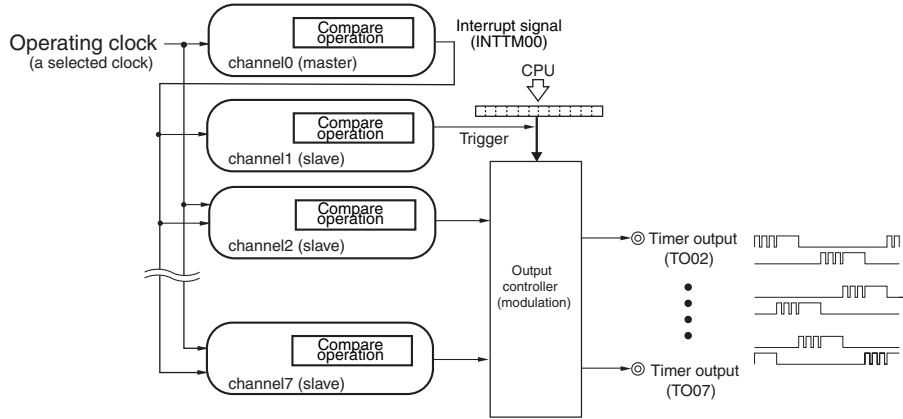 Operating clock
(a selected clock)
Compare
operation
channel0 (master)
Interrupt signal
(INTTM00)
CPU
Compare
operation
channel1 (slave)
Trigger
Compare
operation
channel2 (slave)
Output
controller
(modulation)
Timer output
(TO02)
Compare
operation
channel7 (slave)
Timer output
(TO07)